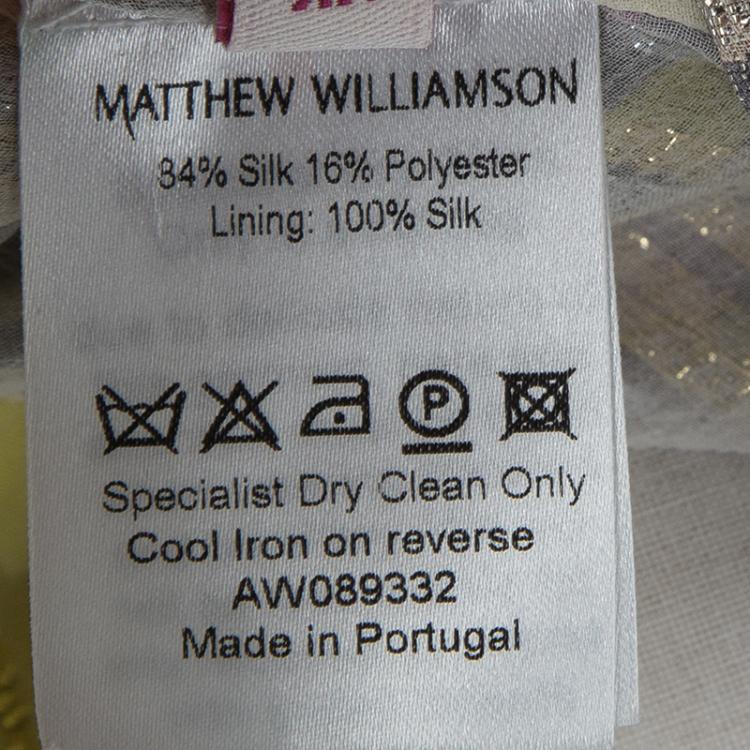 MATTHEW WILLIAMSON
84% Silk 16% Polyester
Lining: 100% Silk
P
Specialist Dry Clean Only
Cool Iron on reverse
AW089332
Made in Portugal